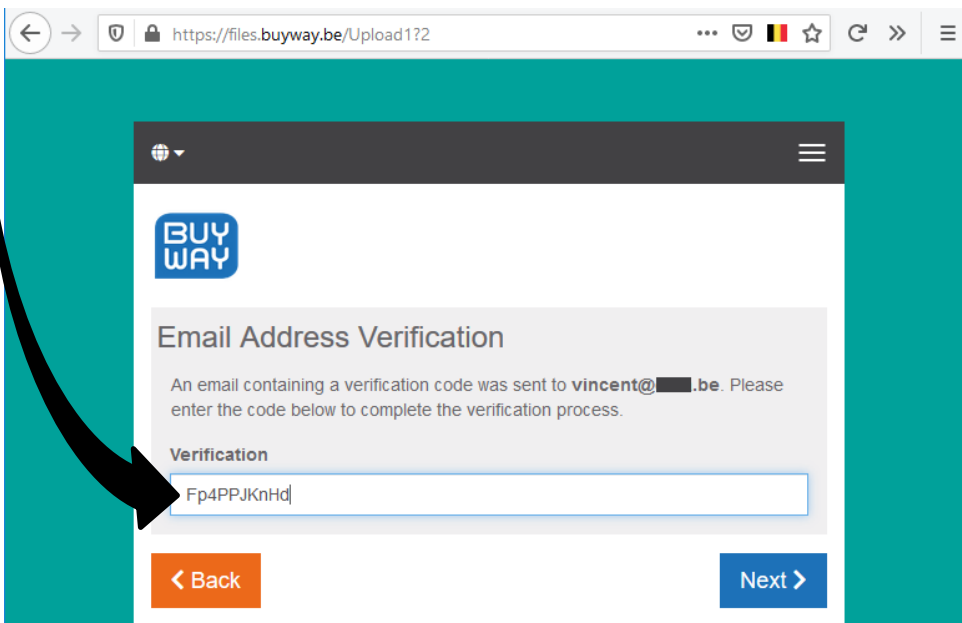 https://files.buyway.be/Upload1?2
BUY
WAY
Email Address Verification
An email containing a verification code was sent to vincent@.be. Please
enter the code below to complete the verification process.
Verification
Fp4PPJKnHd
Back
Next